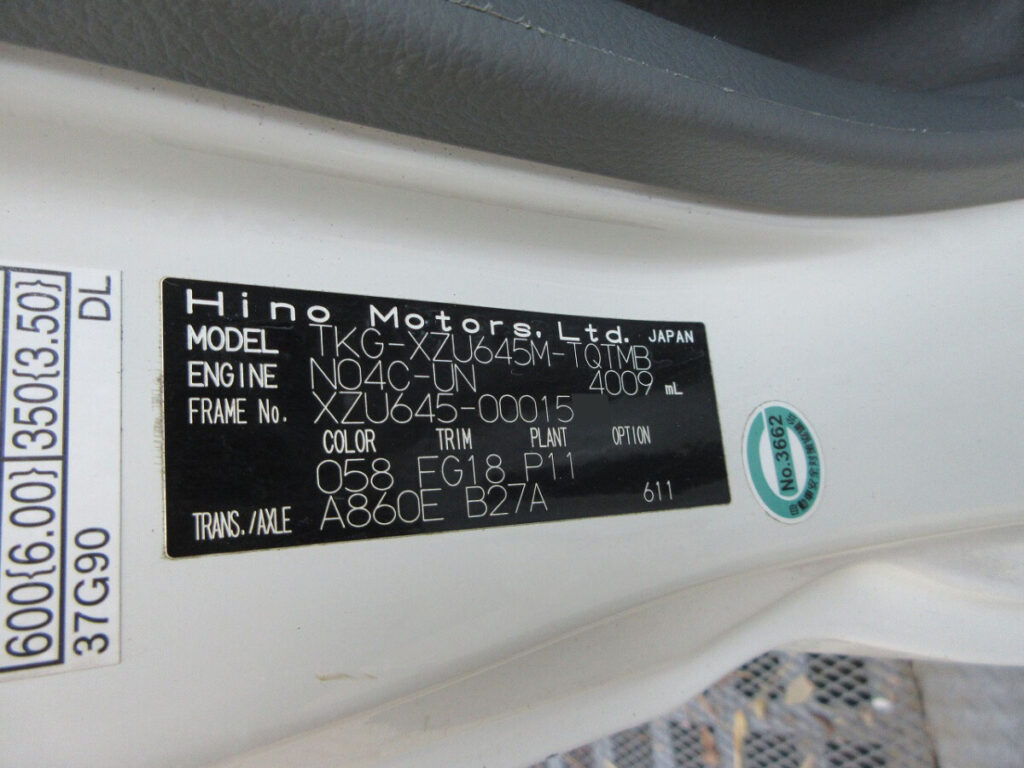 Hino Motors, Ltd. JAPAN
MODEL TKG-XZU645M-TQTMB
ENGINE N04C-UN 4009 mL
FRAME No. XZU645-00015
COLOR TRIM PLANT OPTION
058 FG18 P11
TRANS./AXLE A860E B27A 611
600{6.00} 350{3.50}
37G90 DL
No.3662